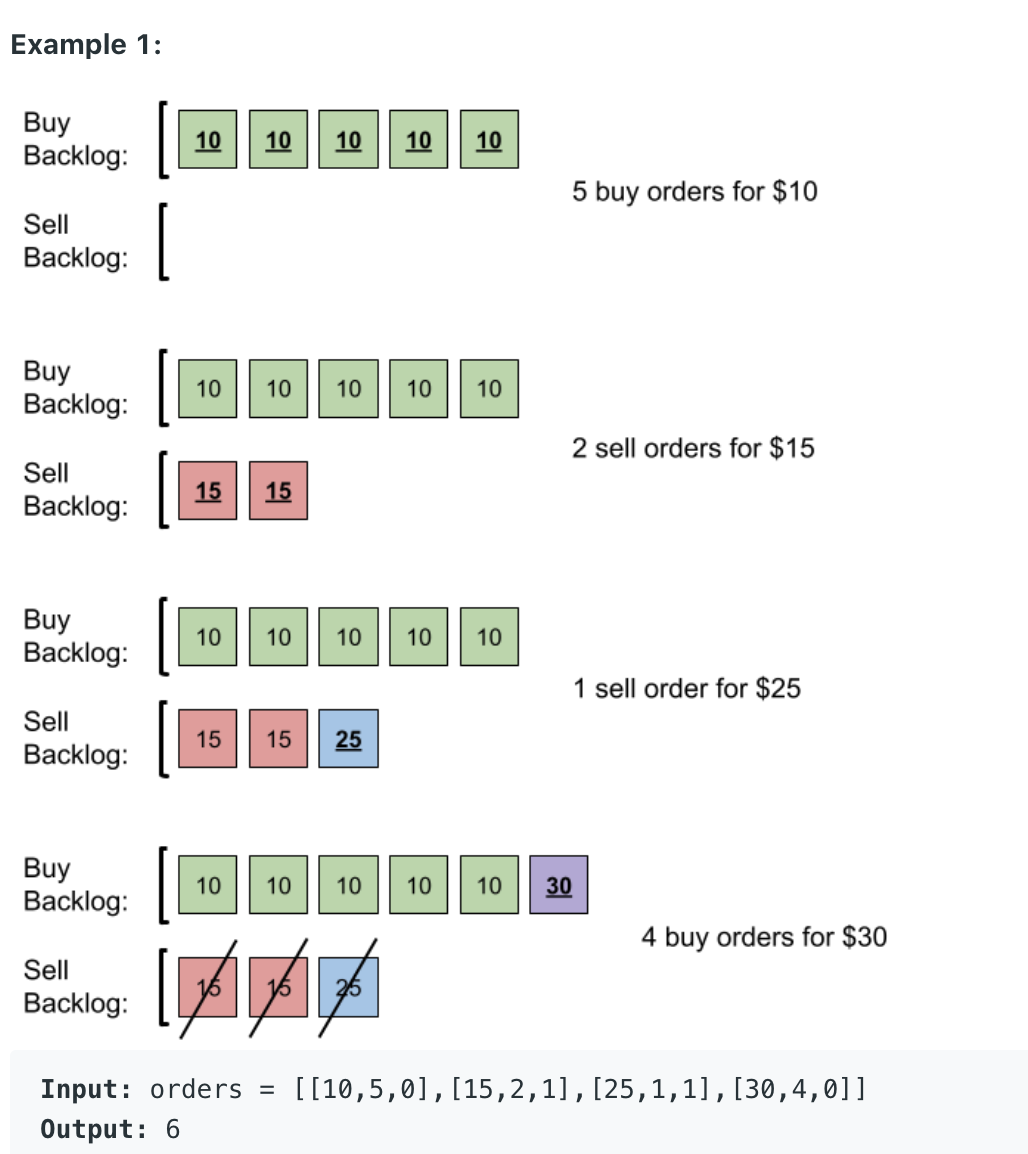 Example 1:
Buy
Backlog:
10 10 10 10 10
5 buy orders for $10
Sell
Backlog:
Buy
Backlog:
10 10 10 10 10
2 sell orders for $15
Sell
Backlog:
15 15
Buy
Backlog:
10 10 10 10 10
1 sell order for $25
Sell
Backlog:
15 15 25
Buy
Backlog:
10 10 10 10 10 30
4 buy orders for $30
Sell
Backlog:
15 15 25
Input: orders = [[10,5,0],[15,2,1],[25,1,1],[30,4,0]]
Output: 6